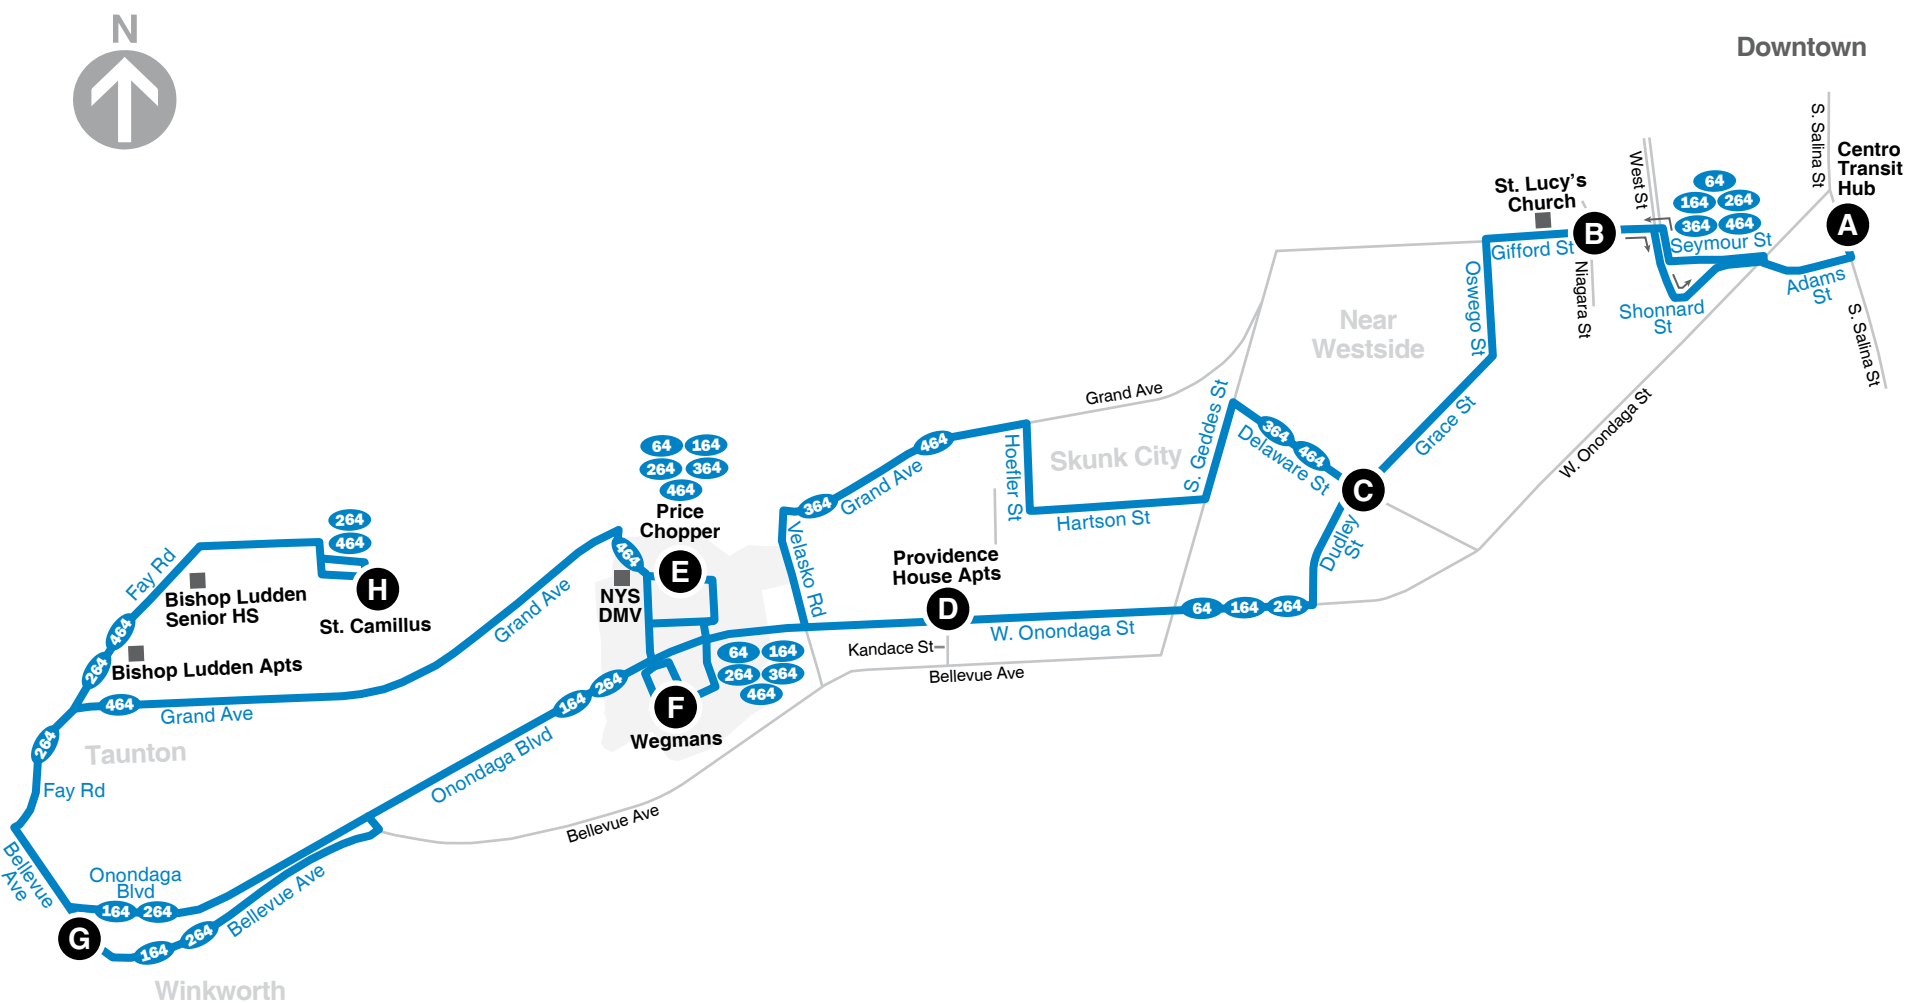 N
Downtown
S. Salina St
Centro
Transit
Hub
A
West St
64
164
264
364
464
St. Lucy's
Church
B
Seymour St
Gifford St
Adams
St
Niagara St
Shonnard
St
S. Salina St
Oswego St
Near
Westside
W. Onondaga St
Grand Ave
S. Geddes St
Grace St
364
464
Delaware St
C
Skunk City
Hoefler St
Hartson St
Dudley
St
464
Grand Ave
364
Velasko Rd
64
164
264
364
464
Price
Chopper
E
464
NYS
DMV
Providence
House Apts
D
64
164
264
W. Onondaga St
Kandace St
Bellevue Ave
64
164
264
364
464
F
Wegmans
264
464
H
St. Camillus
Fay Rd
Bishop Ludden
Senior HS
464
264
Bishop Ludden Apts
464
Grand Ave
Grand Ave
Taunton
264
Fay Rd
164
264
Onondaga Blvd
Bellevue Ave
Bellevue
Ave
Onondaga
Blvd
164
264
G
164
264
Bellevue Ave
Winkworth